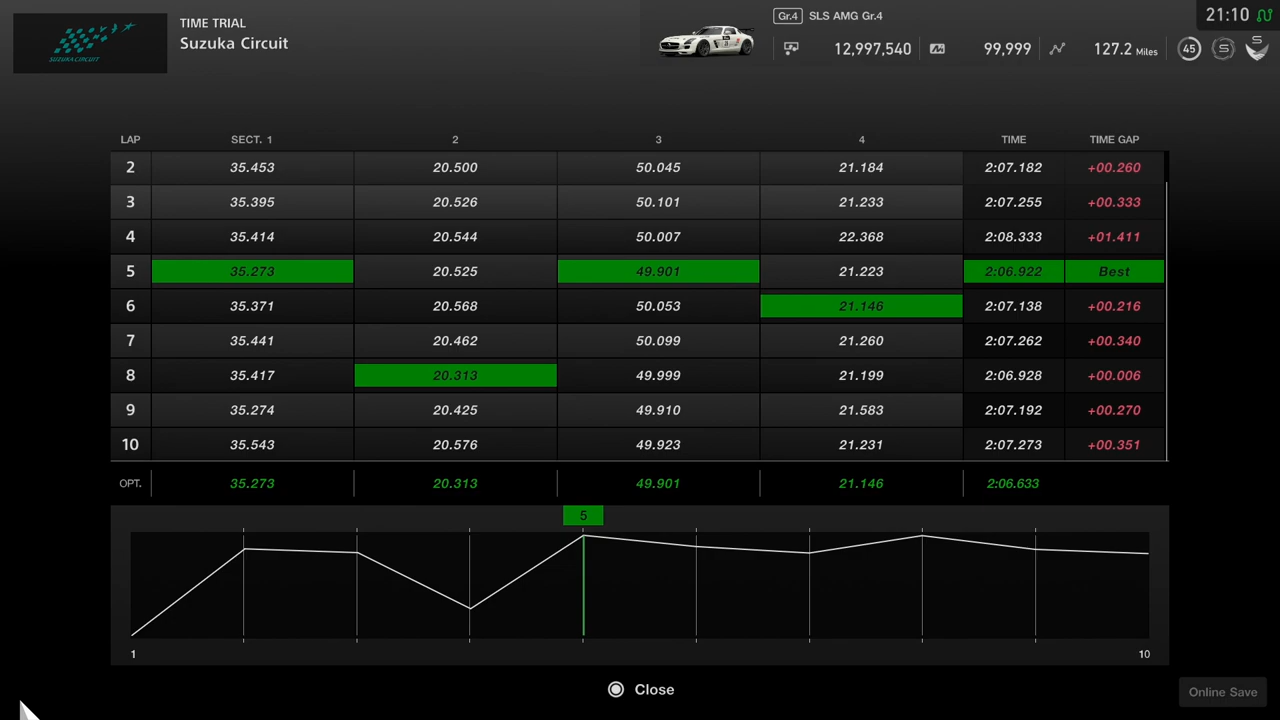 TIME TRIAL
Suzuka Circuit
SUZUKA CIRCUIT
Gr.4 SLS AMG Gr.4
12,997,540 99,999 127.2 Miles 45 S S
21:10
LAP SECT. 1 2 3 4 TIME TIME GAP
2 35.453 20.500 50.045 21.184 2:07.182 +00.260
3 35.395 20.526 50.101 21.233 2:07.255 +00.333
4 35.414 20.544 50.007 22.368 2:08.333 +01.411
5 35.273 20.525 49.901 21.223 2:06.922 Best
6 35.371 20.568 50.053 21.146 2:07.138 +00.216
7 35.441 20.462 50.099 21.260 2:07.262 +00.340
8 35.417 20.313 49.999 21.199 2:06.928 +00.006
9 35.274 20.425 49.910 21.583 2:07.192 +00.270
10 35.543 20.576 49.923 21.231 2:07.273 +00.351
OPT. 35.273 20.313 49.901 21.146 2:06.633
5
1 10
Close
Online Save